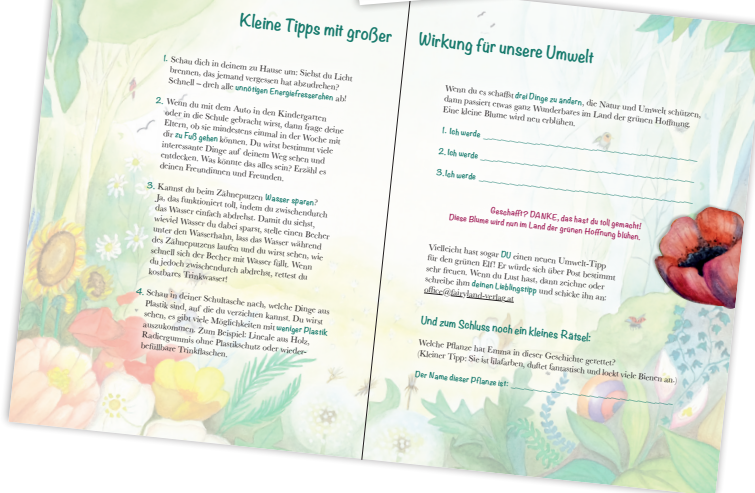 Kleine Tipps mit großer
1. Schau dich in deinem zu Hause um: Siehst du Licht
brennen, das jemand vergessen hat abzudrehen?
Schnell – dreh alle unnötigen Energiefresserchen ab!
2. Wenn du mit dem Auto in den Kindergarten
oder in die Schule gebracht wirst, dann frage deine
Eltern, ob sie mindestens einmal in der Woche mit
dir zu Fuß gehen können. Du wirst bestimmt viele
interessante Dinge auf deinem Weg sehen und
entdecken. Was könnte das alles sein? Erzähl es
deinen Freundinnen und Freunden.
3. Kannst du beim Zähneputzen Wasser sparen?
Ja, das funktioniert toll, indem du zwischendurch
das Wasser einfach abdrehst. Damit du siehst,
wieviel Wasser du dabei sparst, stelle einen Becher
unter den Wasserhahn, lass das Wasser während
des Zähneputzens laufen und du wirst sehen, wie
schnell sich der Becher mit Wasser füllt. Wenn
du jedoch zwischendurch abdrehst, rettest du
kostbares Trinkwasser!
4. Schau in deiner Schultasche nach, welche Dinge aus
Plastik sind, auf die du verzichten kannst. Du wirst
sehen, es gibt viele Möglichkeiten mit weniger Plastik
auszukommen. Zum Beispiel: Lineale aus Holz,
Radiergummis ohne Plastikschutz oder wieder-
befüllbare Trinkflaschen.
Wirkung für unsere Umwelt
Wenn du es schaffst drei Dinge zu ändern, die Natur und Umwelt schützen,
dann passiert etwas ganz Wunderbares im Land der grünen Hoffnung.
Eine kleine Blume wird neu erblühen.
1. Ich werde
2. Ich werde
3. Ich werde
Geschafft? DANKE, das hast du toll gemacht!
Diese Blume wird nun im Land der grünen Hoffnung blühen.
Vielleicht hast sogar DU einen neuen Umwelt-Tipp
für den grünen Elf? Er würde sich über Post bestimmt
sehr freuen. Wenn du Lust hast, dann zeichne oder
schreibe ihm deinen Lieblingstipp und schicke ihn an:
office@fairyland-verlag.at
Und zum Schluss noch ein kleines Rätsel:
Welche Pflanze hat Emma in dieser Geschichte gerettet?
(Kleiner Tipp: Sie ist lilafarben, duftet fantastisch und lockt viele Bienen an.)
Der Name dieser Pflanze ist: